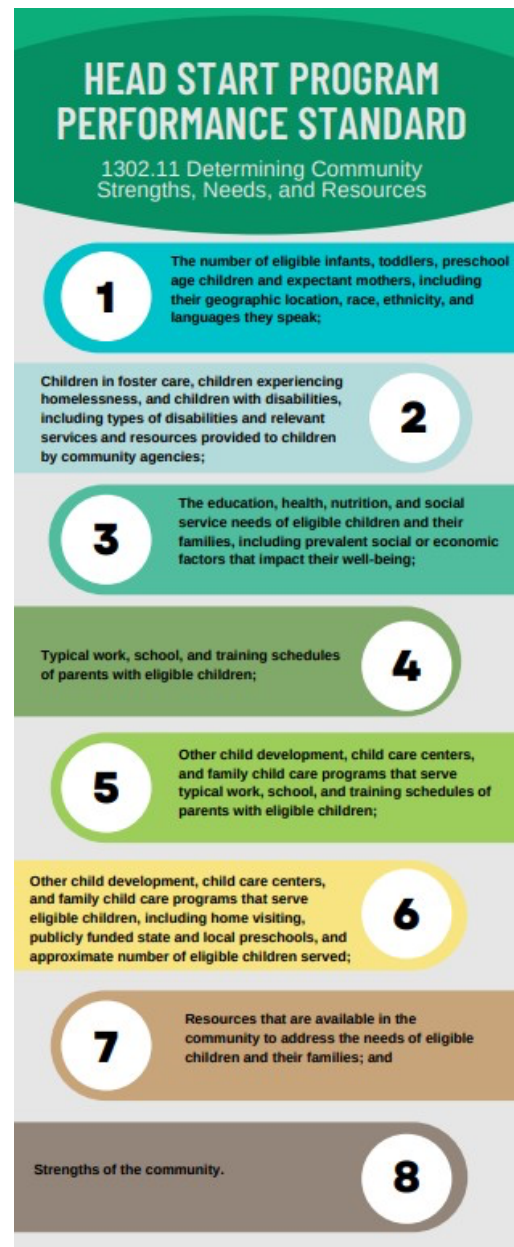 HEAD START PROGRAM
PERFORMANCE STANDARD
1302.11 Determining Community
Strengths, Needs, and Resources
1
The number of eligible infants, toddlers, preschool
age children and expectant mothers, including
their geographic location, race, ethnicity, and
languages they speak;
Children in foster care, children experiencing
homelessness, and children with disabilities,
including types of disabilities and relevant
services and resources provided to children
by community agencies;
2
3
The education, health, nutrition, and social
service needs of eligible children and their
families, including prevalent social or economic
factors that impact their well-being;
Typical work, school, and training schedules
of parents with eligible children;
4
5
Other child development, child care centers,
and family child care programs that serve
typical work, school, and training schedules of
parents with eligible children;
Other child development, child care centers,
and family child care programs that serve
eligible children, including home visiting,
publicly funded state and local preschools, and
approximate number of eligible children served;
6
7
Resources that are available in the
community to address the needs of eligible
children and their families; and
Strengths of the community.
8